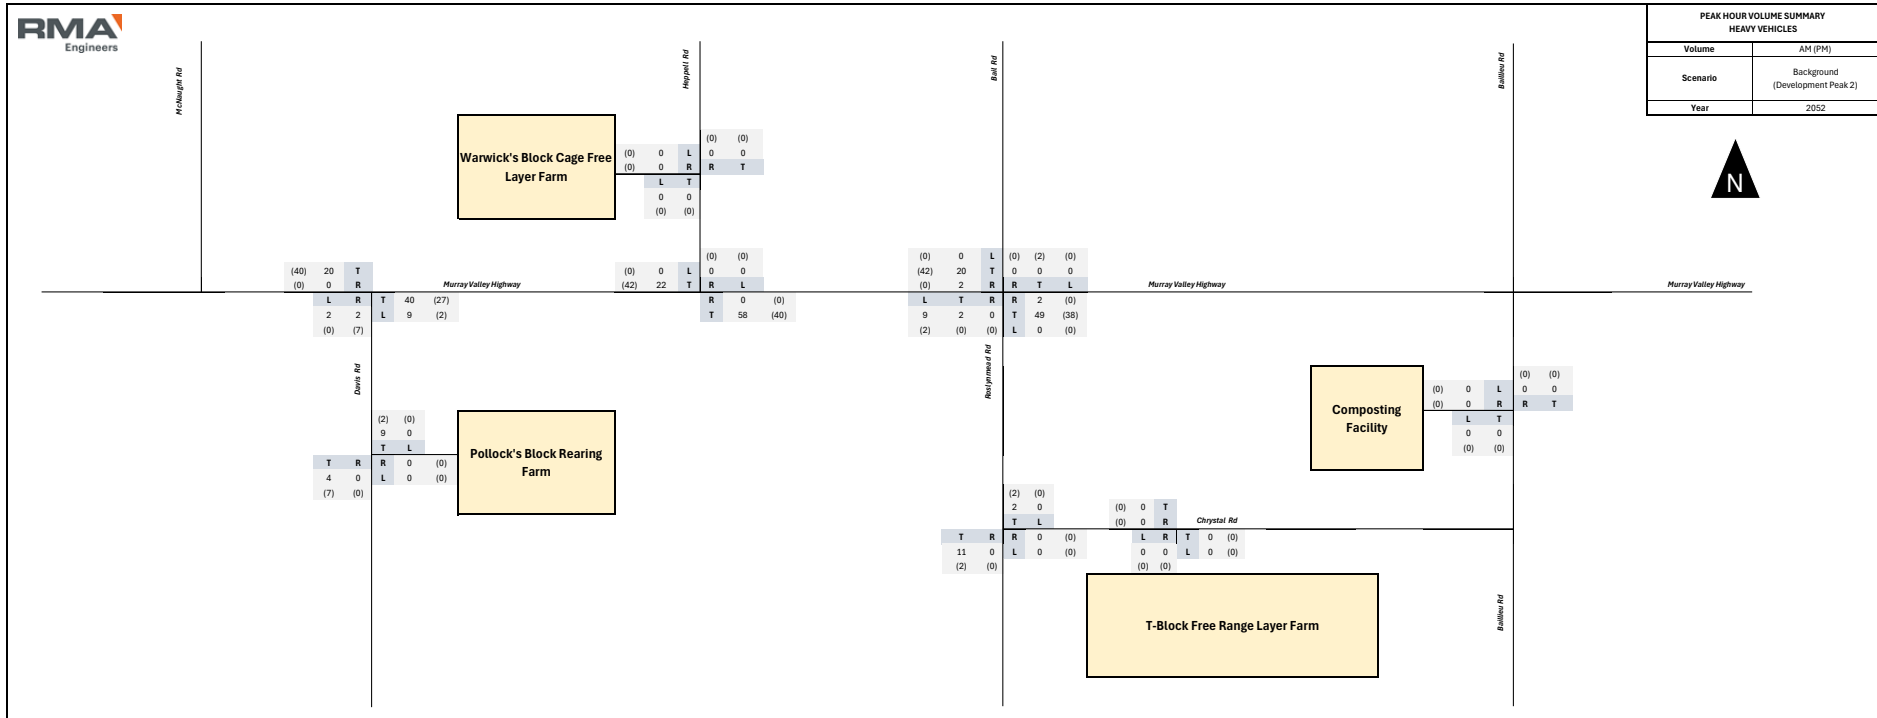 RMA
Engineers
PEAK HOUR VOLUME SUMMARY
HEAVY VEHICLES
Volume AM (PM)
Scenario Background
(Development Peak 2)
Year 2052
N
McNaught Rd
Heppell Rd
Bail Rd
Baillieu Rd
Warwick's Block Cage Free
Layer Farm
(0) (0)
(0) 0 L 0 0
(0) 0 R R T
L T
0 0
(0) (0)
(40) 20 T
(0) 0 R
Murray Valley Highway
L R T 40 (27)
2 2 L 9 (2)
(0) (7)
(0) (0)
(0) 0 L 0 0
(42) 22 T R L
R 0 (0)
T 58 (40)
(0) 0 L (0) (2) (0)
(42) 20 T 0 0 0
(0) 2 R R T L
L T R R 2 (0)
9 2 0 T 49 (38)
(2) (0) (0) L 0 (0)
Murray Valley Highway
Murray Valley Highway
Davis Rd
Roslynmead Rd
(2) (0)
9 0
T L
T R R 0 (0)
4 0 L 0 (0)
(7) (0)
Pollock's Block Rearing
Farm
Composting
Facility
(0) (0)
(0) 0 L 0 0
(0) 0 R R T
L T
0 0
(0) (0)
(2) (0)
2 0
T L
T R R 0 (0)
11 0 L 0 (0)
(2) (0)
(0) 0 T
(0) 0 R
Chrystal Rd
L R T 0 (0)
0 0 L 0 (0)
(0) (0)
T-Block Free Range Layer Farm
Baillieu Rd